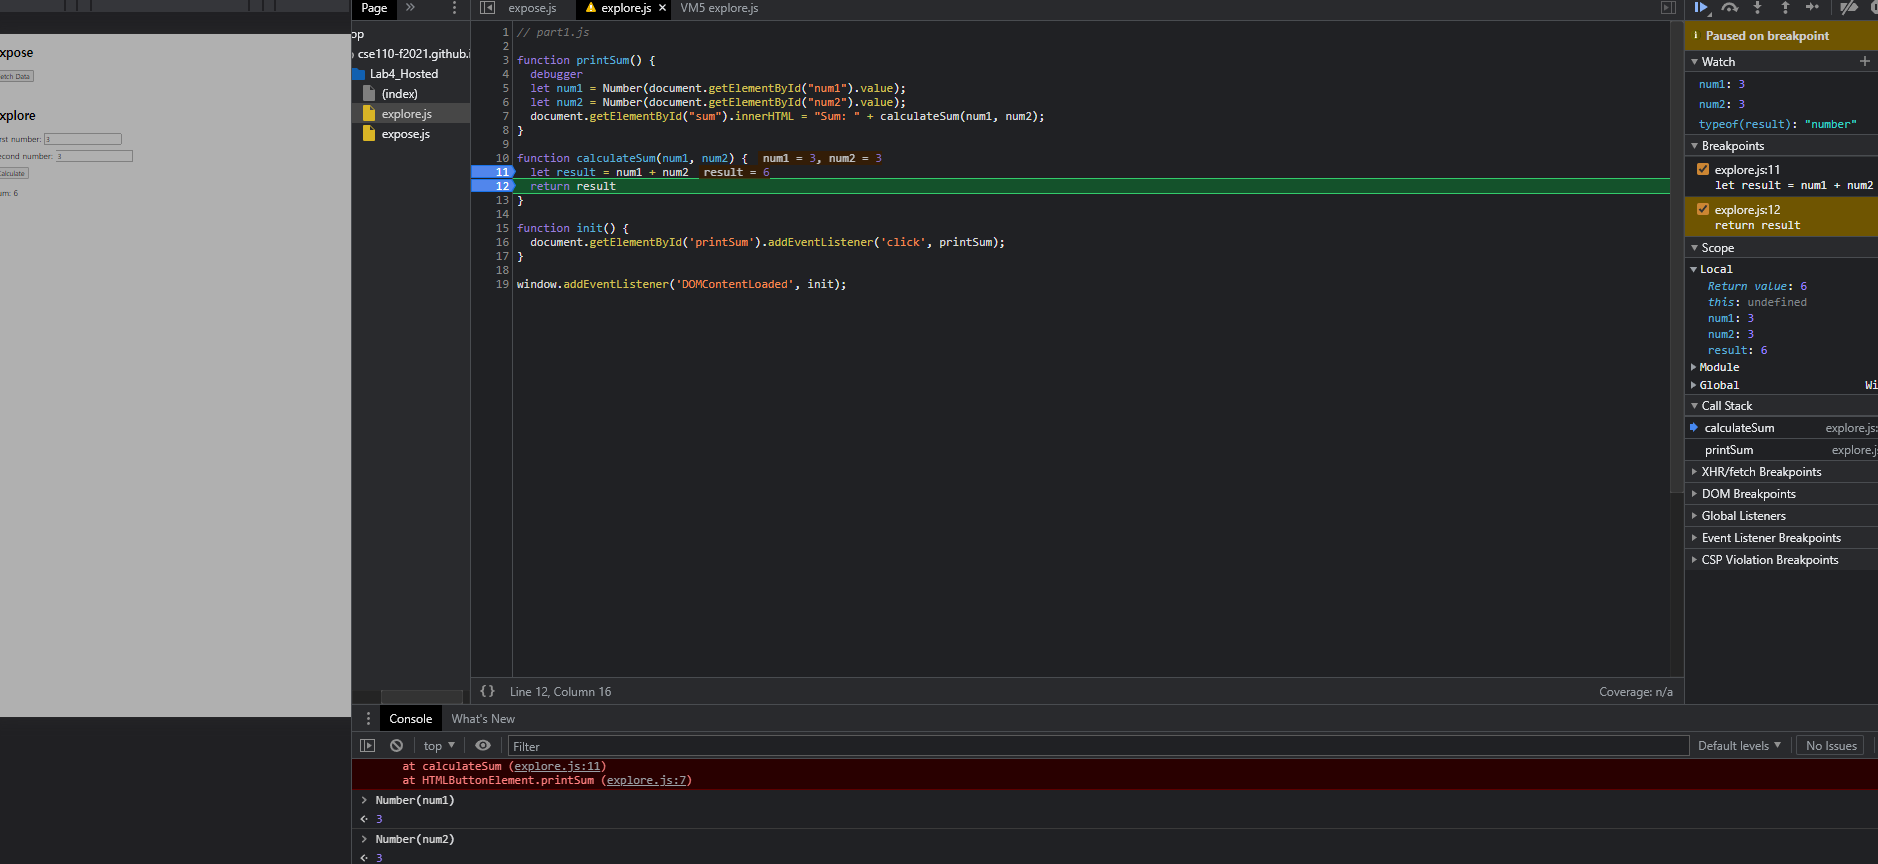 xpose
etch Data
xplore
rst number: 3
econd number: 3
Calculate
um: 6
Page
op
cse110-f2021.github.i
Lab4_Hosted
(index)
explore.js
expose.js
expose.js
explore.js
VM5 explore.js
1 // part1.js
2
3 function printSum() {
4 debugger
5 let num1 = Number(document.getElementById("num1").value);
6 let num2 = Number(document.getElementById("num2").value);
7 document.getElementById("sum").innerHTML = "Sum: " + calculateSum(num1, num2);
8 }
9
10 function calculateSum(num1, num2) { num1 = 3, num2 = 3
11 let result = num1 + num2 result = 6
12 return result
13 }
14
15 function init() {
16 document.getElementById('printSum').addEventListener('click', printSum);
17 }
18
19 window.addEventListener('DOMContentLoaded', init);
{} Line 12, Column 16
Coverage: n/a
Paused on breakpoint
Watch
num1: 3
num2: 3
typeof(result): "number"
Breakpoints
explore.js:11
let result = num1 + num2
explore.js:12
return result
Scope
Local
Return value: 6
this: undefined
num1: 3
num2: 3
result: 6
Module
Global Wi
Call Stack
calculateSum explore.js:
printSum explore.js
XHR/fetch Breakpoints
DOM Breakpoints
Global Listeners
Event Listener Breakpoints
CSP Violation Breakpoints
Console
What's New
top
Filter
Default levels
No Issues
at calculateSum (explore.js:11)
at HTMLButtonElement.printSum (explore.js:7)
> Number(num1)
3
> Number(num2)
3